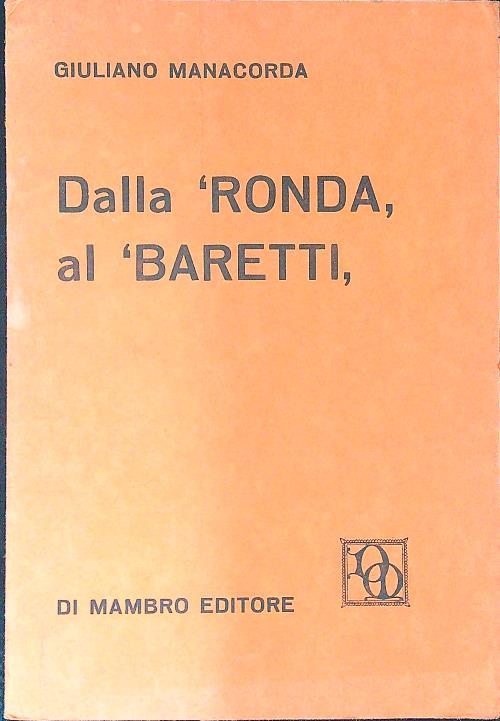 GIULIANO MANACORDA
Dalla ‘RONDA,
al ‘BARETTI,
DI MAMBRO EDITORE